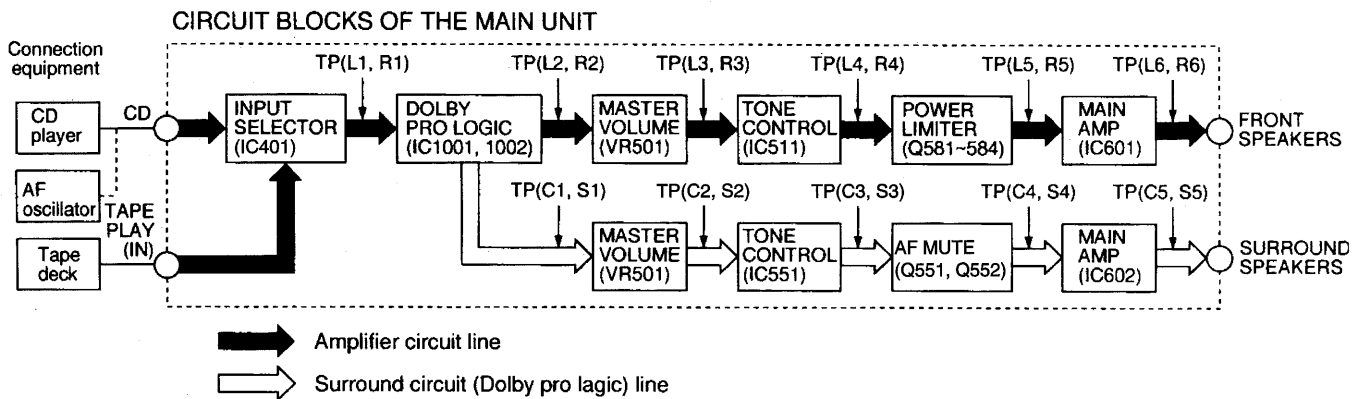 CIRCUIT BLOCKS OF THE MAIN UNIT
Connection
equipment
TP(L1, R1)
TP(L2, R2)
TP(L3, R3)
TP(L4, R4)
TP(L5, R5)
TP(L6, R6)
CD
player
CD
INPUT
SELECTOR
(IC401)
DOLBY
PRO LOGIC
(IC1001, 1002)
MASTER
VOLUME
(VR501)
TONE
CONTROL
(IC511)
POWER
LIMITER
(Q581~584)
MAIN
AMP
(IC601)
FRONT
SPEAKERS
AF
oscillator
TAPE
PLAY
(IN)
Tape
deck
TP(C1, S1)
TP(C2, S2)
TP(C3, S3)
TP(C4, S4)
TP(C5, S5)
MASTER
VOLUME
(VR501)
TONE
CONTROL
(IC551)
AF MUTE
(Q551, Q552)
MAIN
AMP
(IC602)
SURROUND
SPEAKERS
Amplifier circuit line
Surround circuit (Dolby pro lagic) line